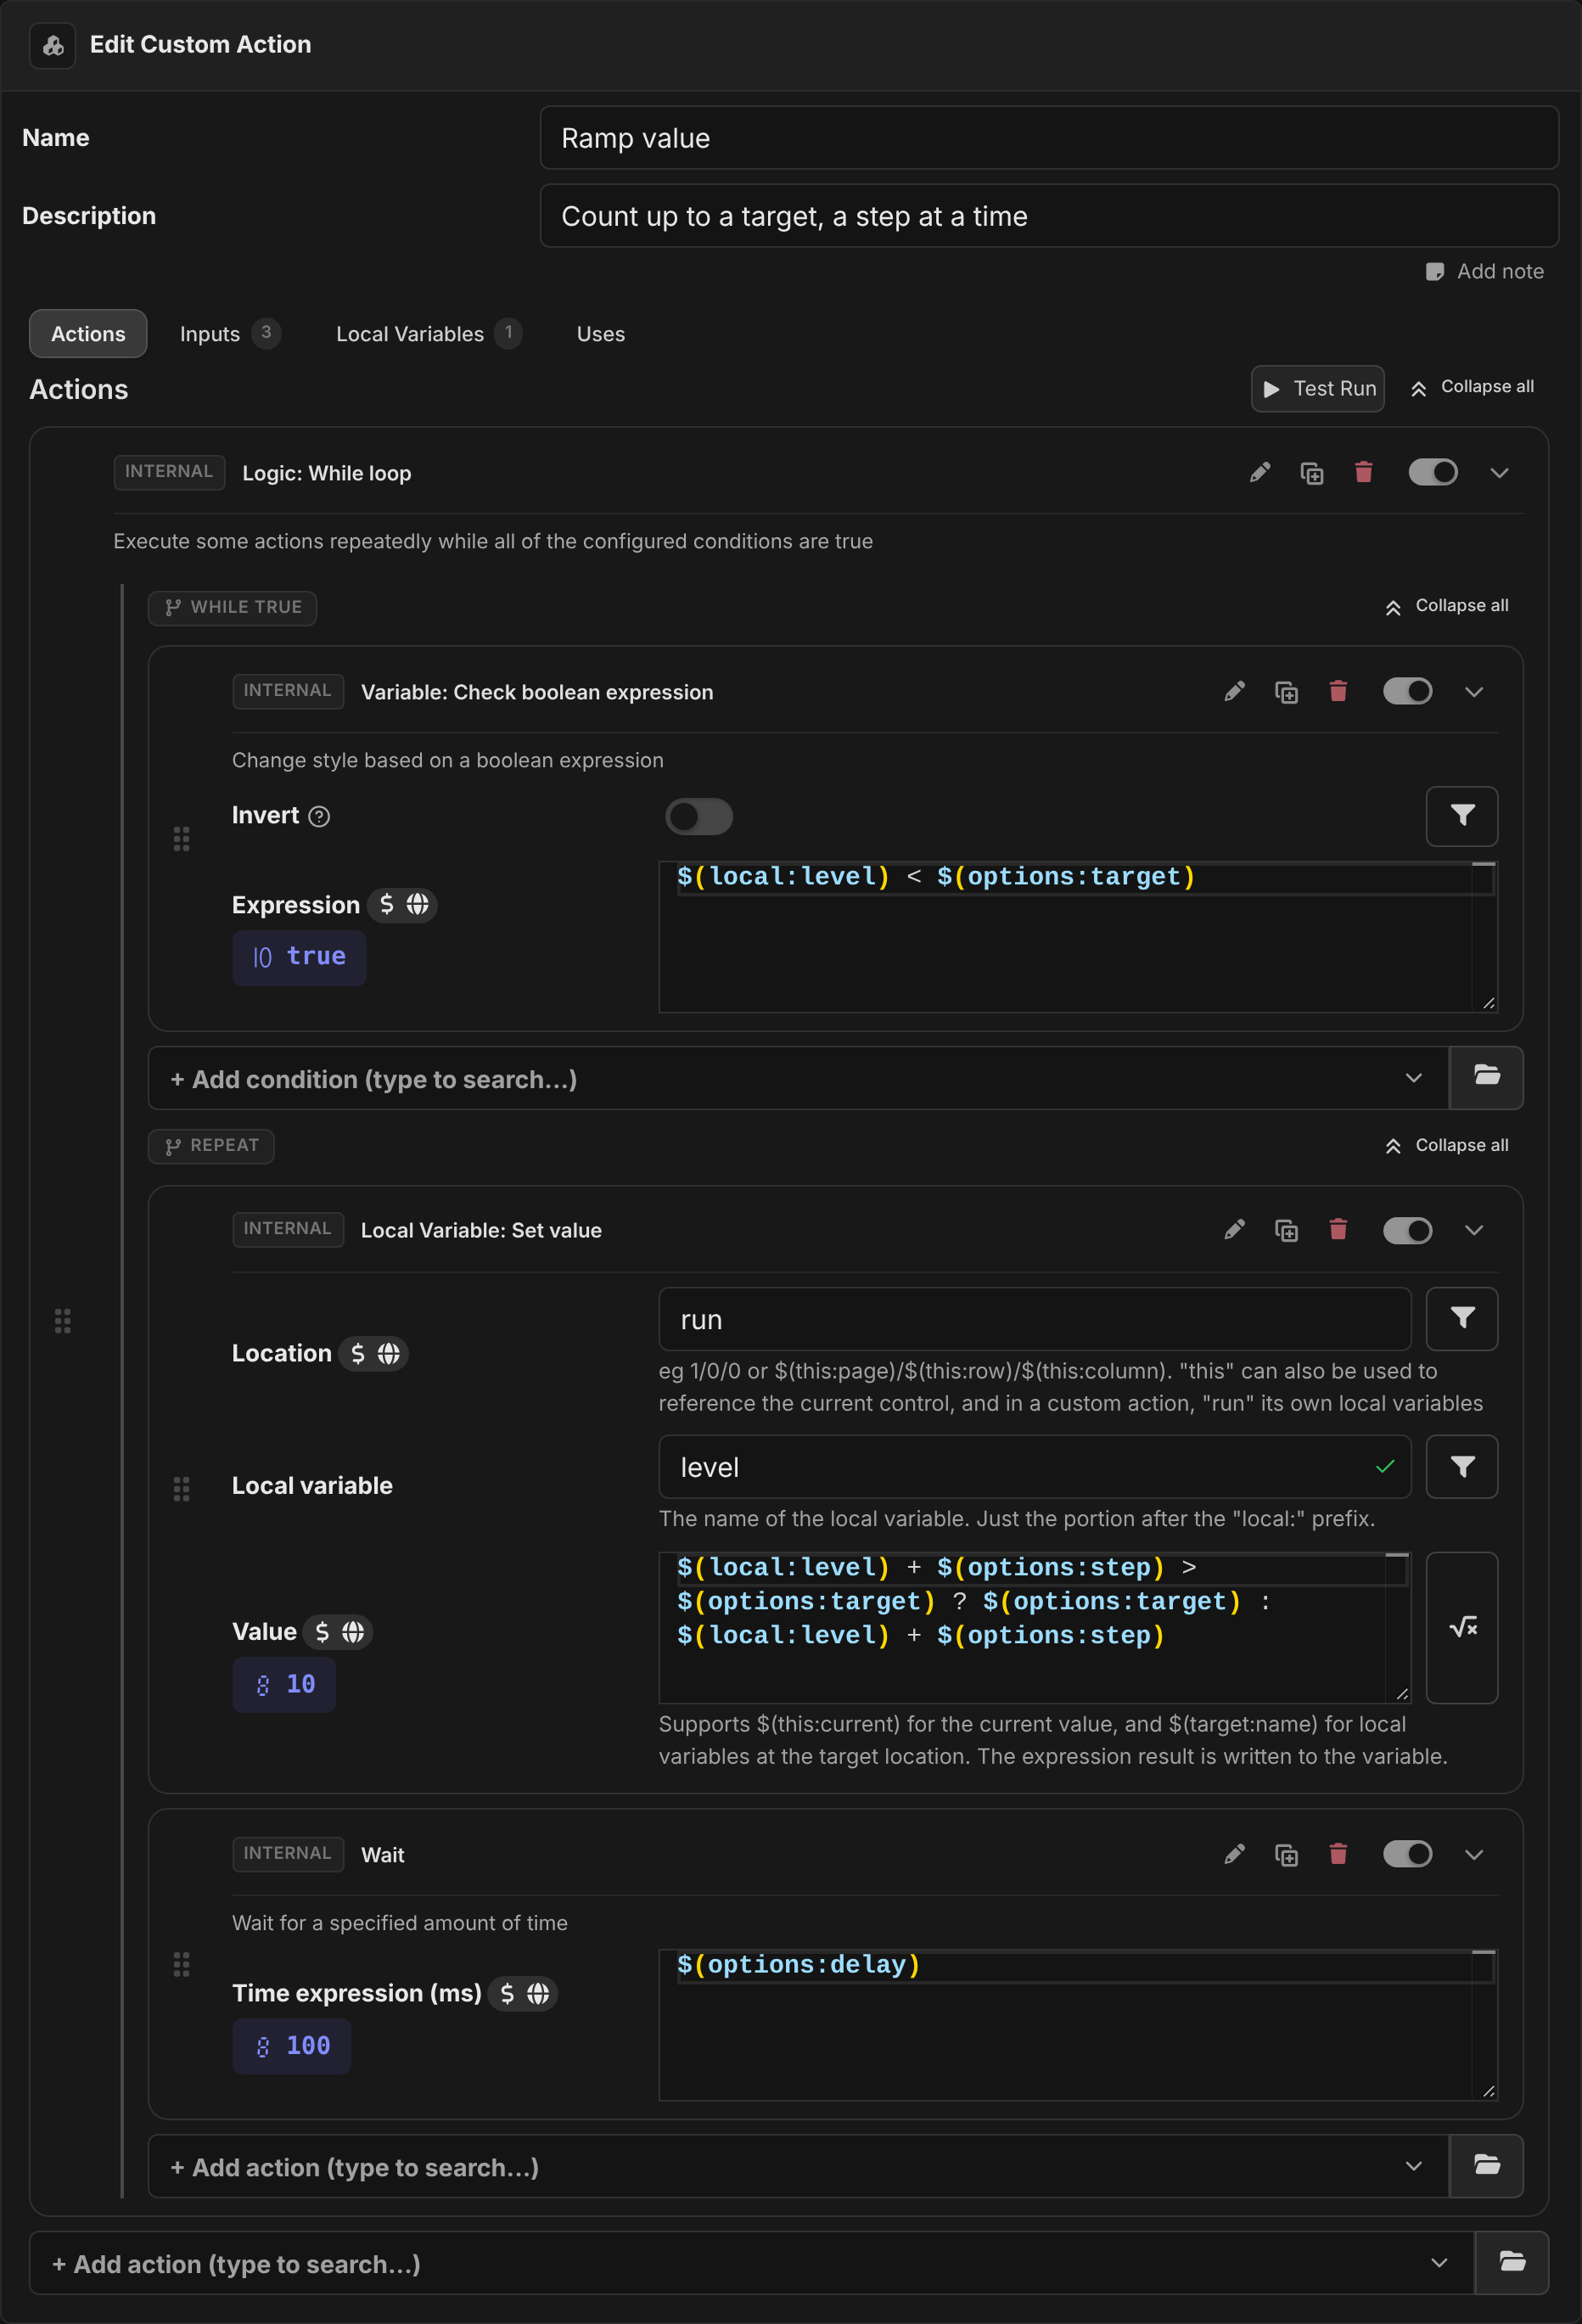 Edit Custom Action
Name
Ramp value
Description
Count up to a target, a step at a time
Add note
Actions
Inputs 3
Local Variables 1
Uses
Actions
Test Run
Collapse all
INTERNAL
Logic: While loop
Execute some actions repeatedly while all of the configured conditions are true
WHILE TRUE
Collapse all
INTERNAL
Variable: Check boolean expression
Change style based on a boolean expression
Invert
Expression $
$(local:level) < $(options:target)
true
+ Add condition (type to search...)
REPEAT
Collapse all
INTERNAL
Local Variable: Set value
Location $
run
eg 1/0/0 or $(this:page)/$(this:row)/$(this:column). "this" can also be used to
reference the current control, and in a custom action, "run" its own local variables
Local variable
level
The name of the local variable. Just the portion after the "local:" prefix.
Value $
10
$(local:level) + $(options:step) >
$(options:target) ? $(options:target) :
$(local:level) + $(options:step)
Supports $(this:current) for the current value, and $(target:name) for local
variables at the target location. The expression result is written to the variable.
INTERNAL
Wait
Wait for a specified amount of time
Time expression (ms) $
100
$(options:delay)
+ Add action (type to search...)
+ Add action (type to search...)